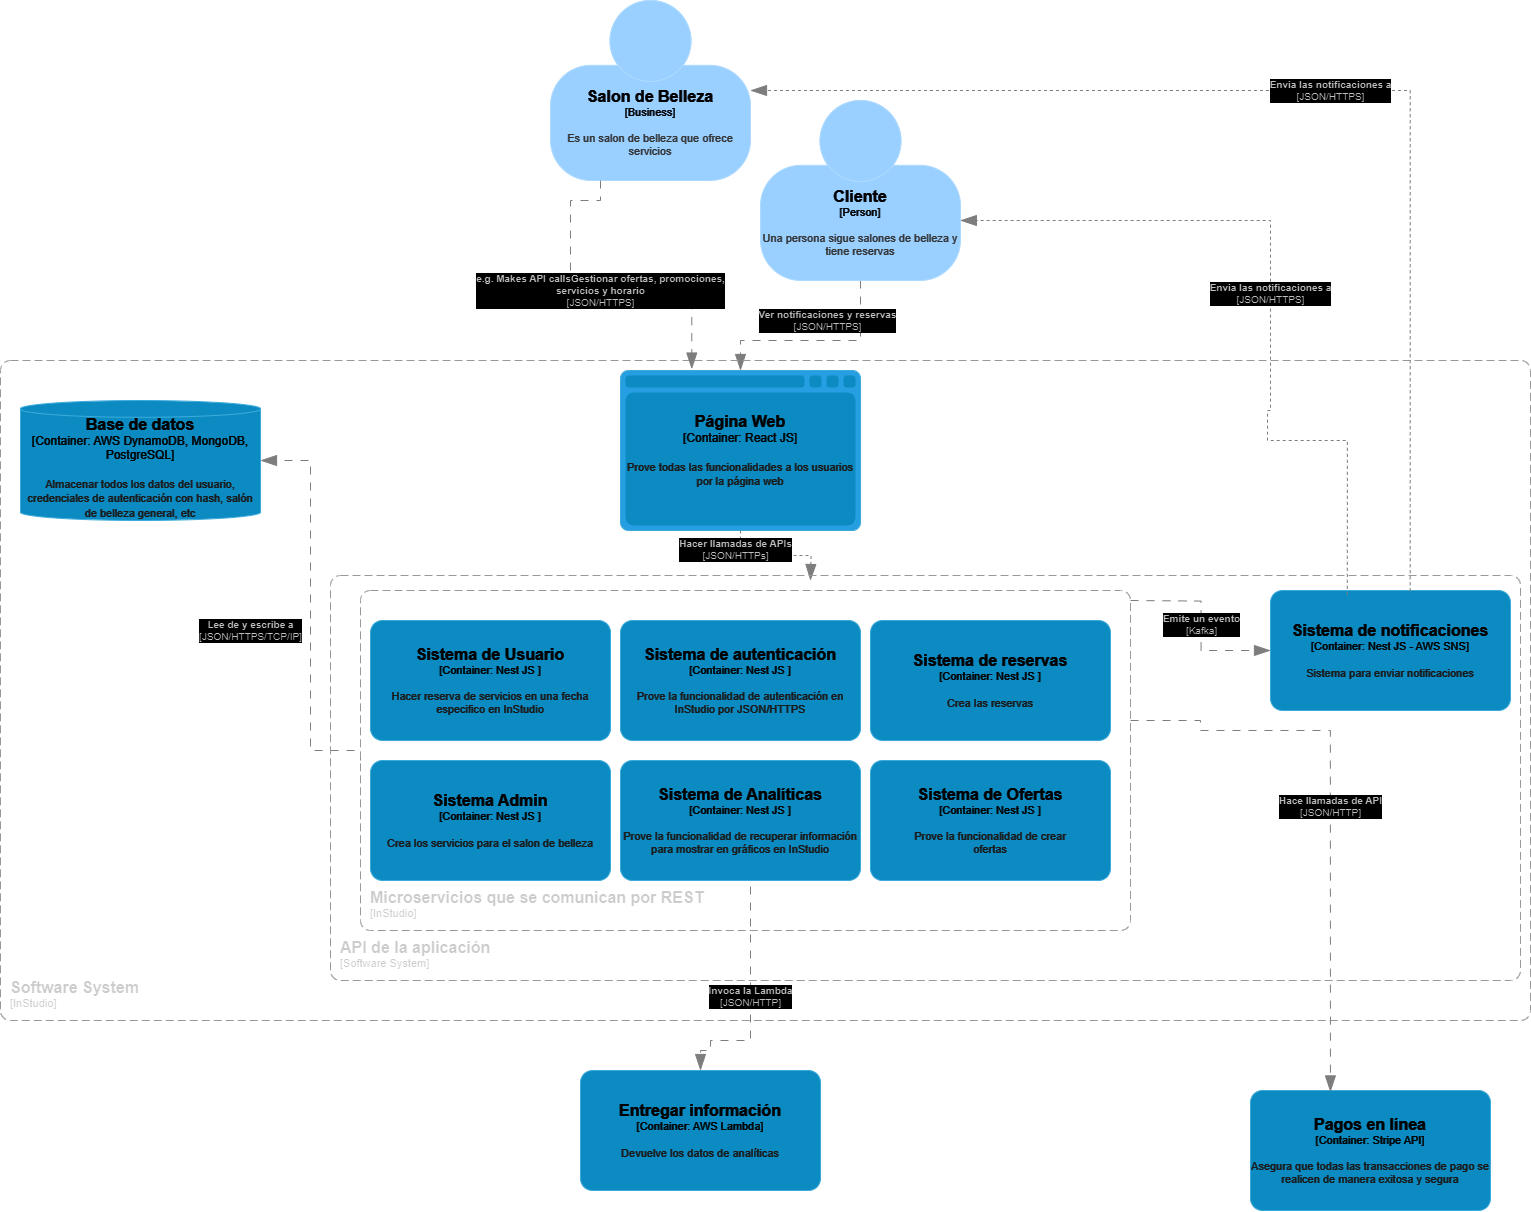 Salon de Belleza
[Business]
Es un salon de belleza que ofrece
servicios
Envia las notificaciones a
[JSON/HTTPS]
Cliente
[Person]
Una persona sigue salones de belleza y
tiene reservas
Envia las notificaciones a
[JSON/HTTPS]
e.g. Makes API callsGestionar ofertas, promociones,
servicios y horario
[JSON/HTTPS]
Ver notificaciones y reservas
[JSON/HTTPS]
Base de datos
[Container: AWS DynamoDB, MongoDB,
PostgreSQL]
Almacenar todos los datos del usuario,
credenciales de autenticación con hash, salón
de belleza general, etc
Página Web
[Container: React JS]
Prove todas las funcionalidades a los usuarios
por la página web
Hacer llamadas de APIs
[JSON/HTTPs]
Lee de y escribe a
[JSON/HTTPS/TCP/IP]
Sistema de Usuario
[Container: Nest JS ]
Hacer reserva de servicios en una fecha
especifico en InStudio
Sistema de autenticación
[Container: Nest JS ]
Prove la funcionalidad de autenticación en
InStudio por JSON/HTTPS
Sistema de reservas
[Container: Nest JS ]
Crea las reservas
Emite un evento
[Kafka]
Sistema de notificaciones
[Container: Nest JS - AWS SNS]
Sistema para enviar notificaciones
Sistema Admin
[Container: Nest JS ]
Crea los servicios para el salon de belleza
Sistema de Analíticas
[Container: Nest JS ]
Prove la funcionalidad de recuperar información
para mostrar en gráficos en InStudio
Sistema de Ofertas
[Container: Nest JS ]
Prove la funcionalidad de crear
ofertas
Hace llamadas de API
[JSON/HTTP]
Microservicios que se comunican por REST
[InStudio]
API de la aplicación
[Software System]
Software System
[InStudio]
Invoca la Lambda
[JSON/HTTP]
Entregar información
[Container: AWS Lambda]
Devuelve los datos de analíticas
Pagos en línea
[Container: Stripe API]
Asegura que todas las transacciones de pago se
realicen de manera exitosa y segura